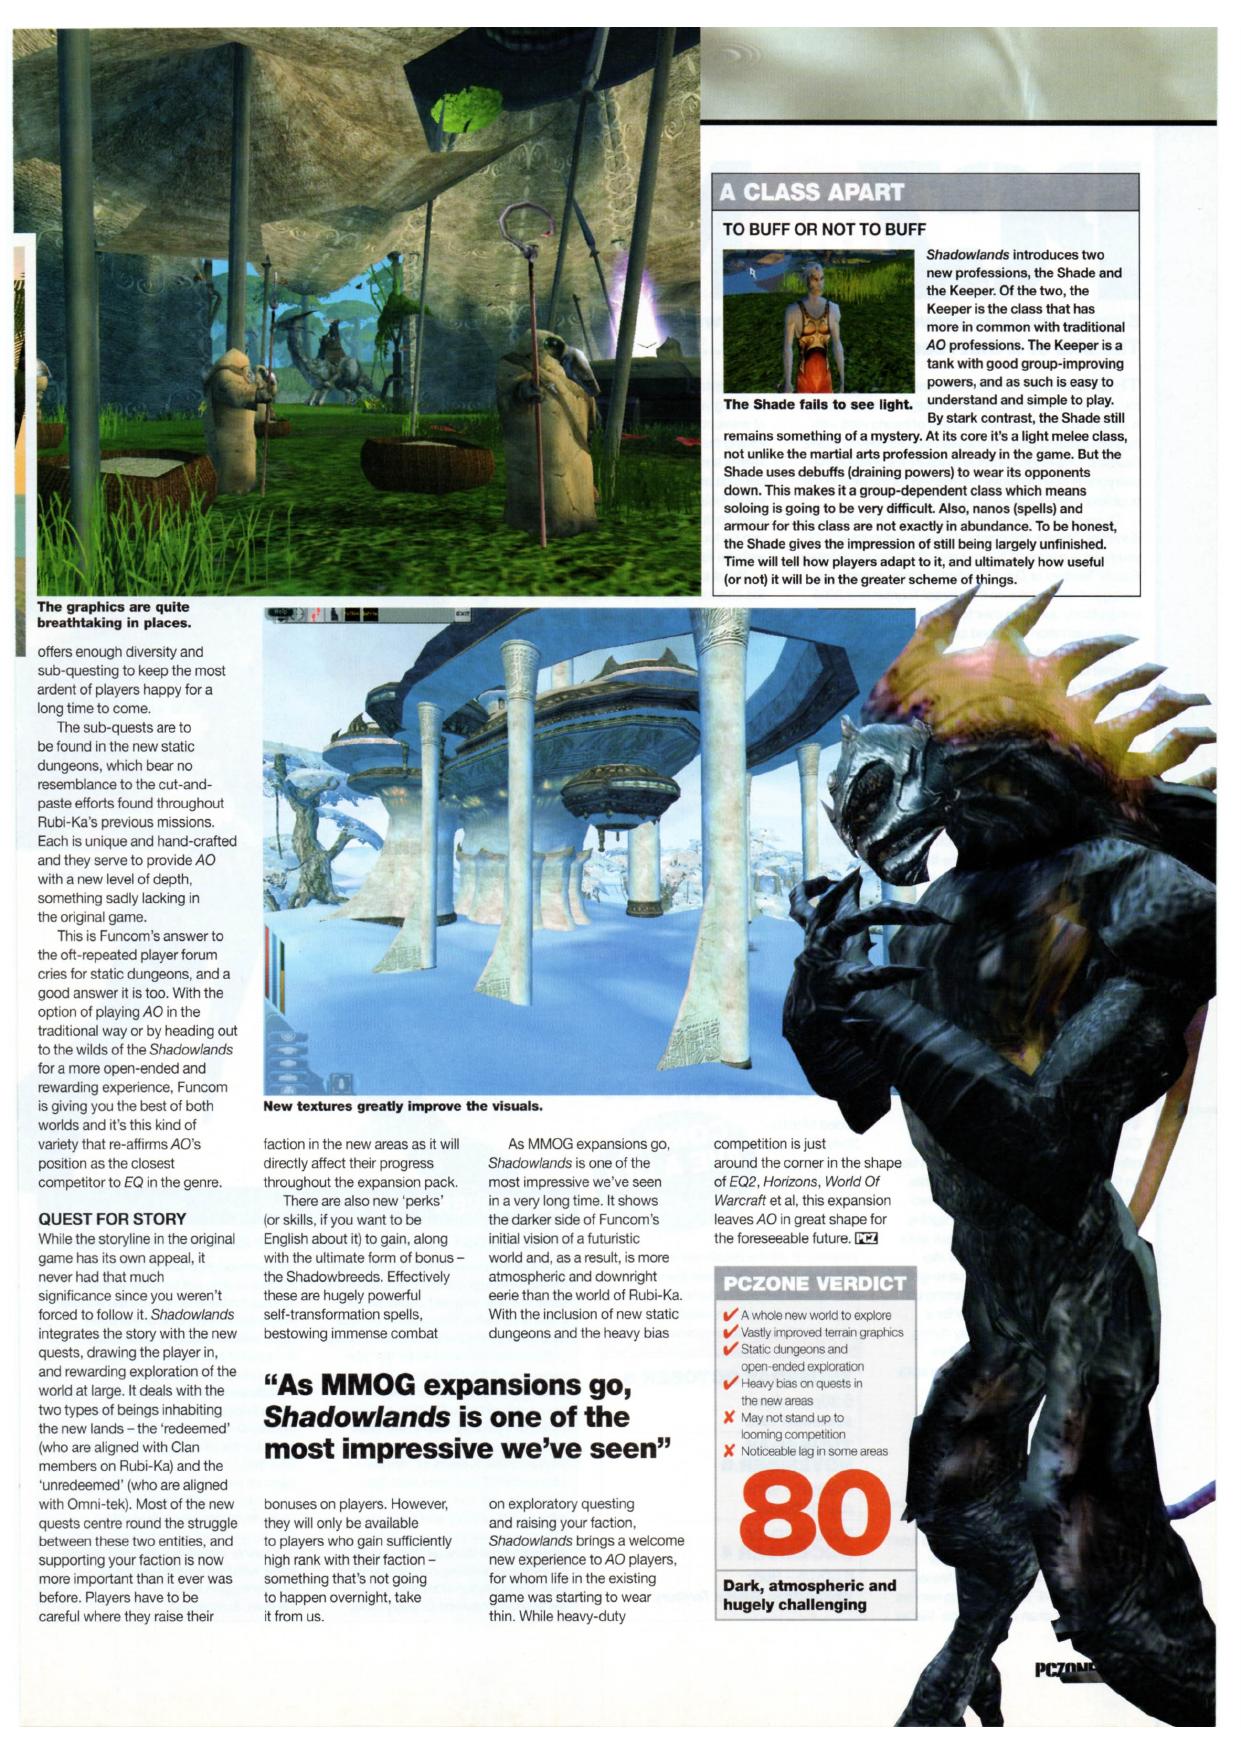 A CLASS APART
TO BUFF OR NOT TO BUFF
Shadowlands introduces two
new professions, the Shade and
the Keeper. Of the two, the
Keeper is the class that has
more in common with traditional
AO professions. The Keeper is a
tank with good group-improving
powers, and as such is easy to
understand and simple to play.
By stark contrast, the Shade still
remains something of a mystery. At its core it's a light melee class,
not unlike the martial arts profession already in the game. But the
Shade uses debuffs (draining powers) to wear its opponents
down. This makes it a group-dependent class which means
soloing is going to be very difficult. Also, nanos (spells) and
armour for this class are not exactly in abundance. To be honest,
the Shade gives the impression of still being largely unfinished.
Time will tell how players adapt to it, and ultimately how useful
(or not) it will be in the greater scheme of things.
The Shade fails to see light.
The graphics are quite
breathtaking in places.
offers enough diversity and
sub-questing to keep the most
ardent of players happy for a
long time to come.
The sub-quests are to
be found in the new static
dungeons, which bear no
resemblance to the cut-and-
paste efforts found throughout
Rubi-Ka's previous missions.
Each is unique and hand-crafted
and they serve to provide AO
with a new level of depth,
something sadly lacking in
the original game.
This is Funcom's answer to
the oft-repeated player forum
cries for static dungeons, and a
good answer it is too. With the
option of playing AO in the
traditional way or by heading out
to the wilds of the Shadowlands
for a more open-ended and
rewarding experience, Funcom
is giving you the best of both
worlds and it's this kind of
variety that re-affirms AO's
position as the closest
competitor to EQ in the genre.
QUEST FOR STORY
While the storyline in the original
game has its own appeal, it
never had that much
significance since you weren't
forced to follow it. Shadowlands
integrates the story with the new
quests, drawing the player in,
and rewarding exploration of the
world at large. It deals with the
two types of beings inhabiting
the new lands – the 'redeemed'
(who are aligned with Clan
members on Rubi-Ka) and the
'unredeemed' (who are aligned
with Omni-tek). Most of the new
quests centre round the struggle
between these two entities, and
supporting your faction is now
more important than it ever was
before. Players have to be
careful where they raise their
EXIT
New textures greatly improve the visuals.
faction in the new areas as it will
directly affect their progress
throughout the expansion pack.
There are also new 'perks'
(or skills, if you want to be
English about it) to gain, along
with the ultimate form of bonus –
the Shadowbreeds. Effectively
these are hugely powerful
self-transformation spells,
bestowing immense combat
"As MMOG expansions go,
Shadowlands is one of the
most impressive we've seen"
bonuses on players. However,
they will only be available
to players who gain sufficiently
high rank with their faction –
something that's not going
to happen overnight, take
it from us.
As MMOG expansions go,
Shadowlands is one of the
most impressive we've seen
in a very long time. It shows
the darker side of Funcom's
initial vision of a futuristic
world and, as a result, is more
atmospheric and downright
eerie than the world of Rubi-Ka.
With the inclusion of new static
dungeons and the heavy bias
on exploratory questing
and raising your faction,
Shadowlands brings a welcome
new experience to AO players,
for whom life in the existing
game was starting to wear
thin. While heavy-duty
competition is just
around the corner in the shape
of EQ2, Horizons, World Of
Warcraft et al, this expansion
leaves AO in great shape for
the foreseeable future. PCZ
PCZONE VERDICT
✓ A whole new world to explore
✓ Vastly improved terrain graphics
✓ Static dungeons and
open-ended exploration
✓ Heavy bias on quests in
the new areas
✗ May not stand up to
looming competition
✗ Noticeable lag in some areas
80
Dark, atmospheric and
hugely challenging
PCZONE